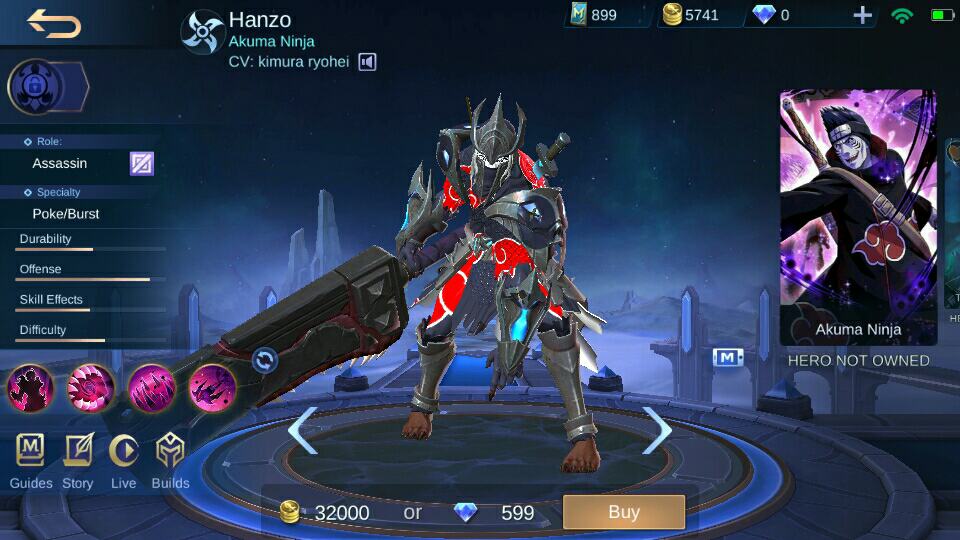 Hanzo
Akuma Ninja
CV: kimura ryohei
899
5741
0
Role:
Assassin
Specialty
Poke/Burst
Durability
Offense
Skill Effects
Difficulty
Akuma Ninja
HERO NOT OWNED
M
M
Guides
Story
Live
Builds
32000 or 599
Buy